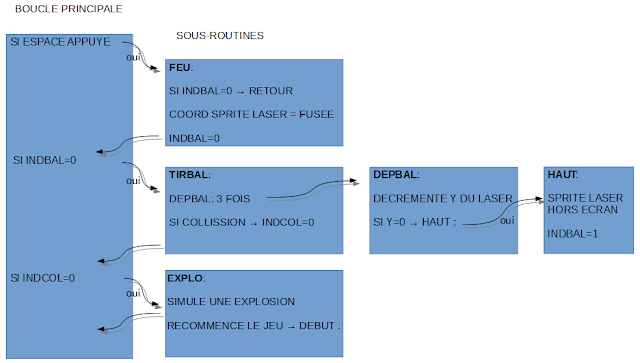 BOUCLE PRINCIPALE
SOUS-ROUTINES
SI ESPACE APPUYE
oui
FEU:
SI INDBAL=0 → RETOUR
COORD SPRITE LASER = FUSEE
INDBAL=0
SI INDBAL=0
oui
TIRBAL:
DEPBAL: 3 FOIS
SI COLLISSION → INDCOL=0
DEPBAL:
DECREMENTE Y DU LASER
SI Y=0 → HAUT :
oui
HAUT:
SPRITE LASER
HORS ECRAN
INDBAL=1
SI INDCOL=0
oui
EXPLO:
SIMULE UNE EXPLOSION
RECOMMENCE LE JEU → DEBUT :